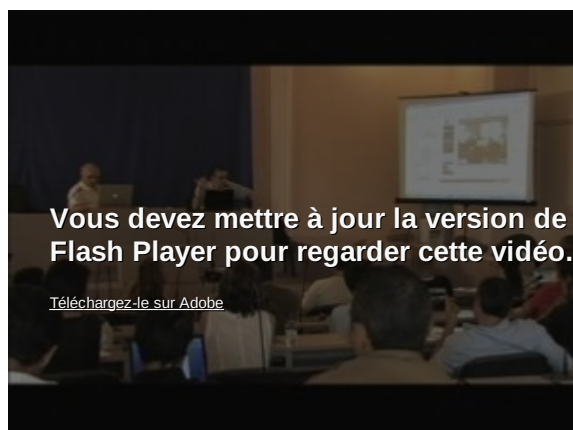 Vous devez mettre à jour la version de
Flash Player pour regarder cette vidéo.
Téléchargez-le sur Adobe